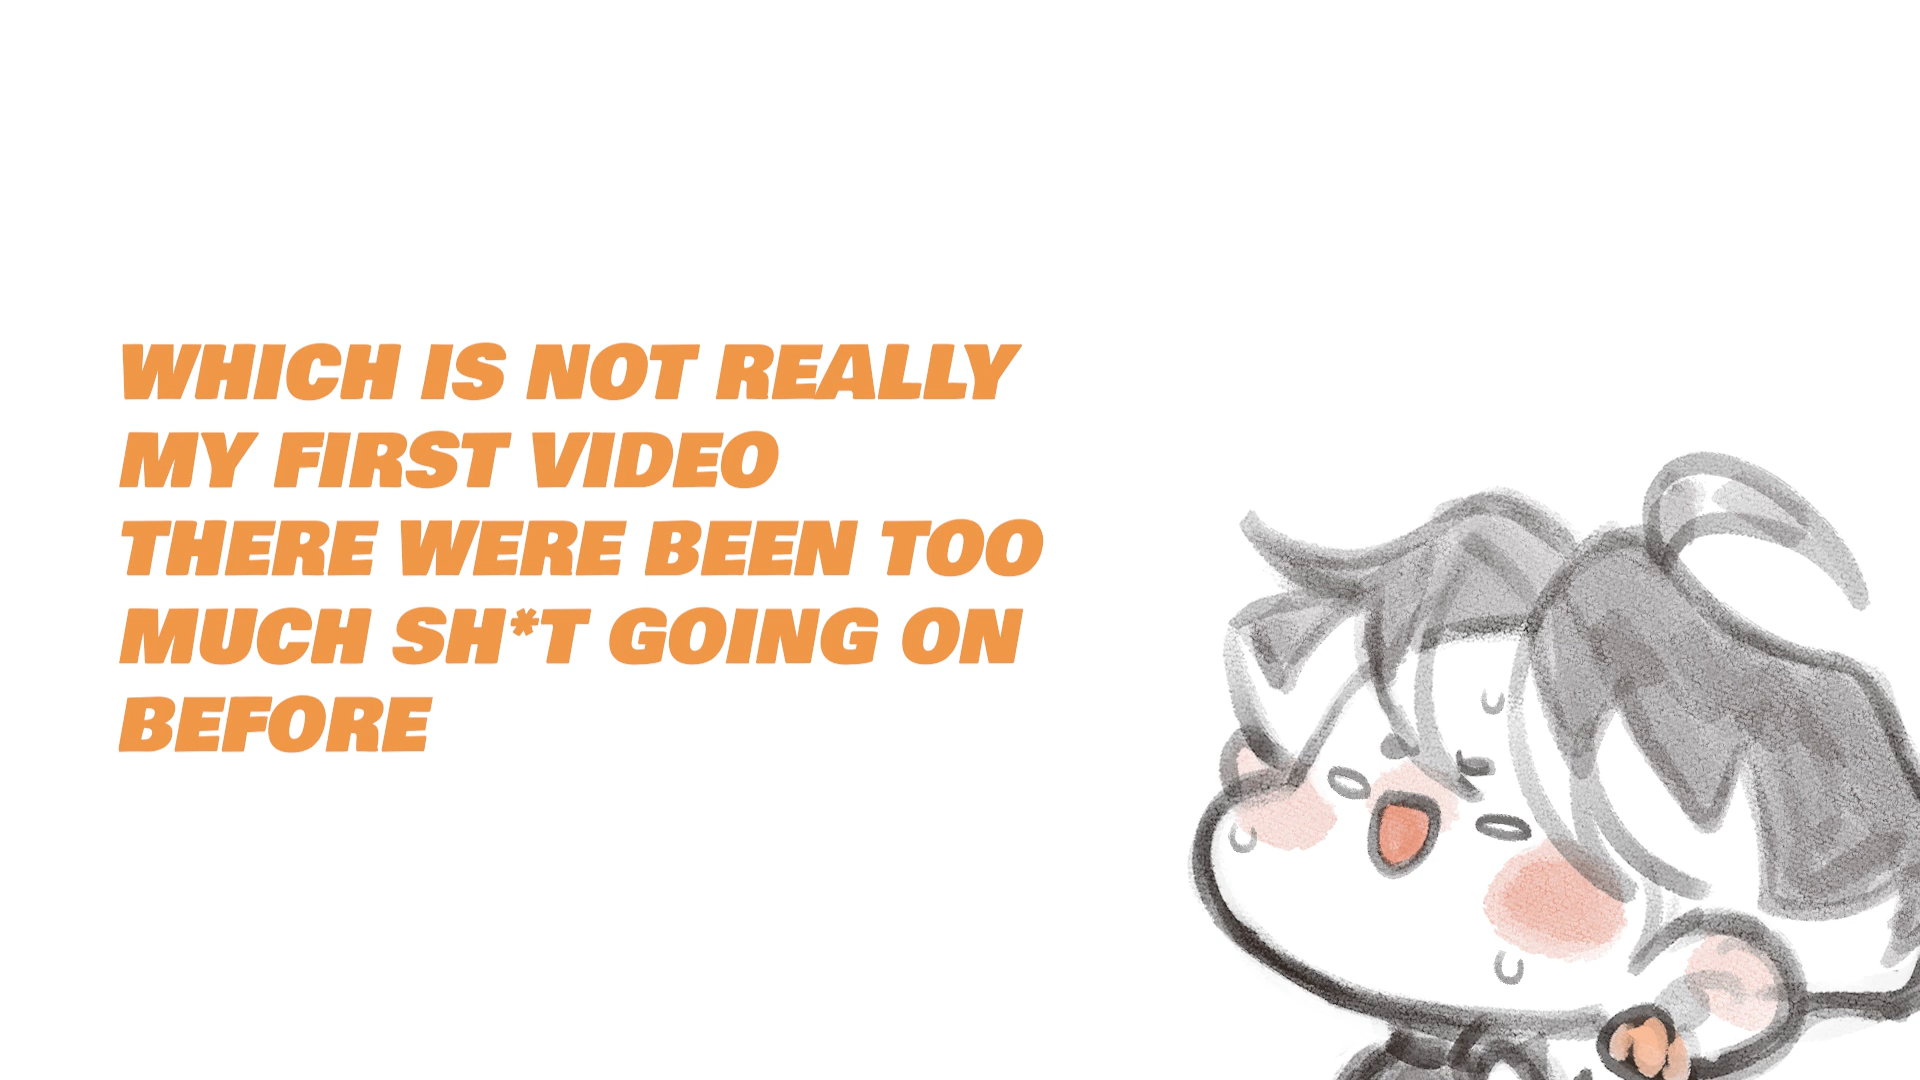 WHICH IS NOT REALLY
MY FIRST VIDEO
THERE WERE BEEN TOO
MUCH SH*T GOING ON
BEFORE